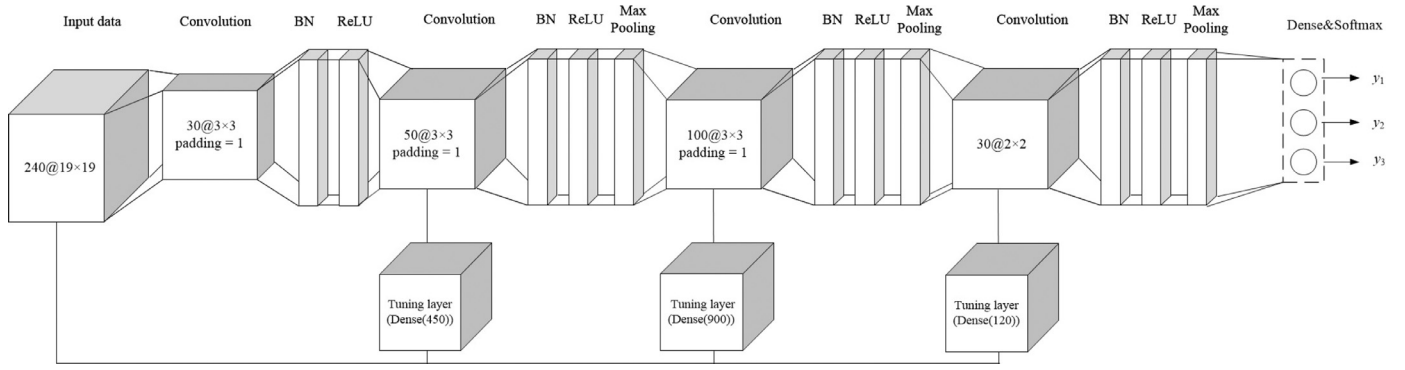 Input data
Convolution
BN
ReLU
Convolution
BN
ReLU
Max
Pooling
Convolution
BN
ReLU
Max
Pooling
Convolution
BN
ReLU
Max
Pooling
Dense&Softmax
240@19×19
30@3×3
padding = 1
50@3×3
padding = 1
100@3×3
padding = 1
30@2×2
y1
y2
y3
Tuning layer
(Dense(450))
Tuning layer
(Dense(900))
Tuning layer
(Dense(120))